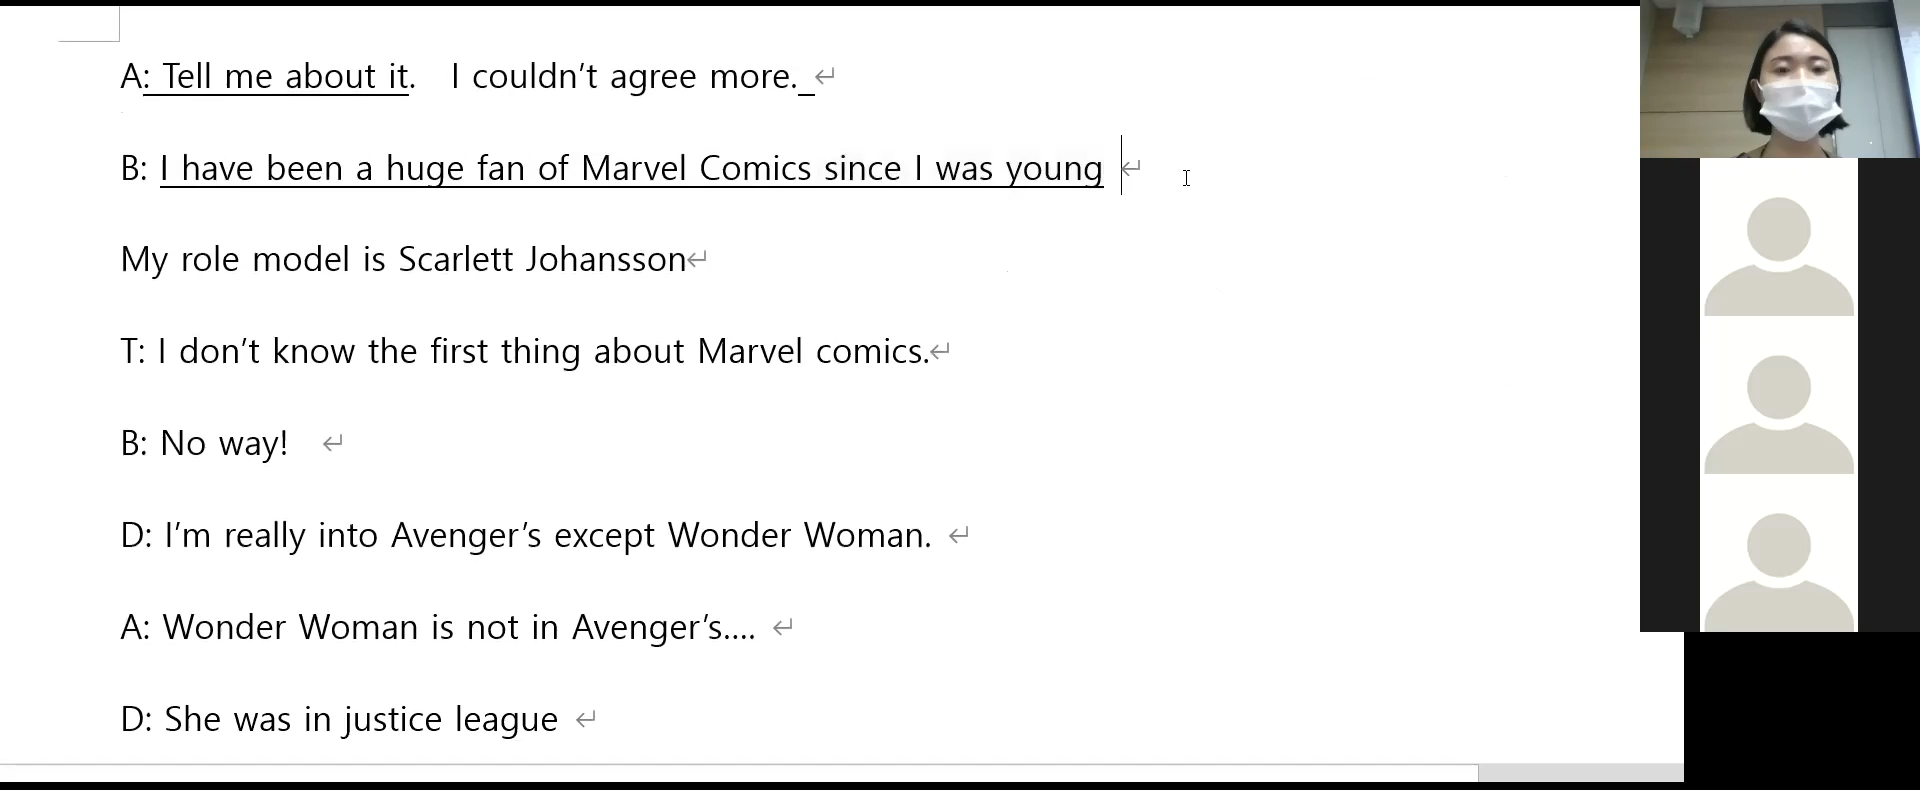 A: Tell me about it. I couldn’t agree more. _
B: I have been a huge fan of Marvel Comics since I was young
My role model is Scarlett Johansson
T: I don’t know the first thing about Marvel comics.
B: No way!
D: I’m really into Avenger’s except Wonder Woman.
A: Wonder Woman is not in Avenger’s....
D: She was in justice league